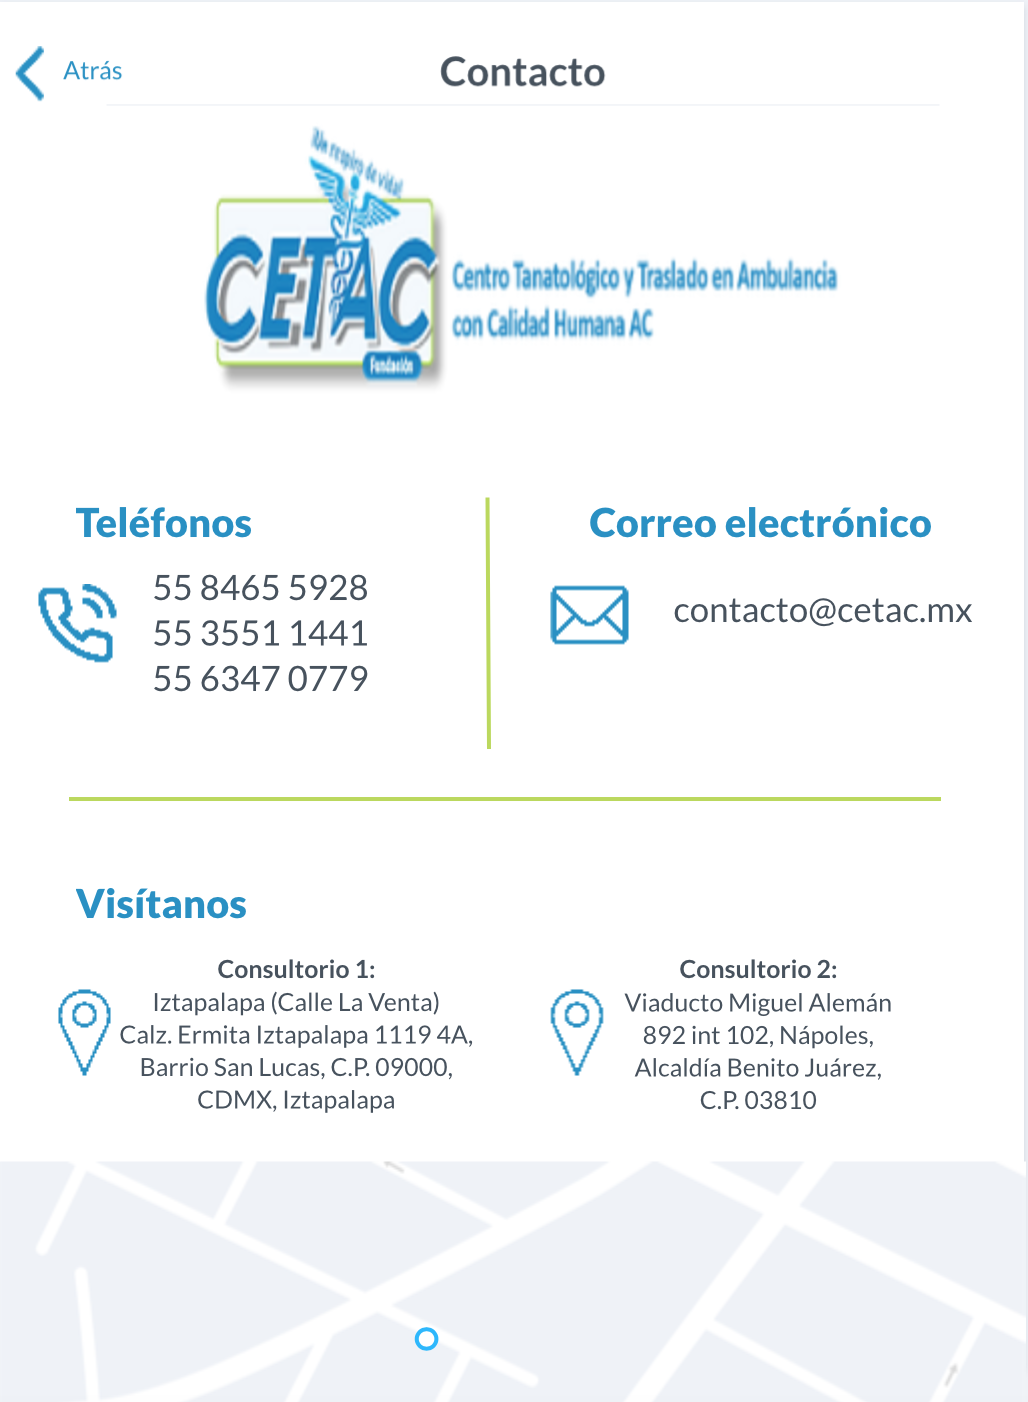 Atrás
Contacto
¡Un respiro de vida!
CETAC
Fundación
Centro Tanatológico y Traslado en Ambulancia
con Calidad Humana AC
Teléfonos
55 8465 5928
55 3551 1441
55 6347 0779
Correo electrónico
contacto@cetac.mx
Visítanos
Consultorio 1:
Iztapalapa (Calle La Venta)
Calz. Ermita Iztapalapa 1119 4A,
Barrio San Lucas, C.P. 09000,
CDMX, Iztapalapa
Consultorio 2:
Viaducto Miguel Alemán
892 int 102, Nápoles,
Alcaldía Benito Juárez,
C.P. 03810